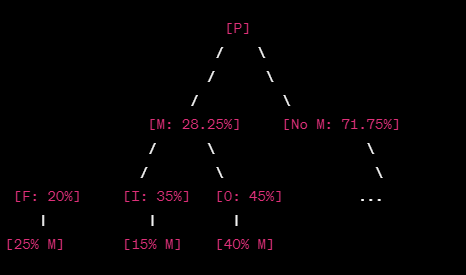 [P]
/ \
/ \
/ \
[M: 28.25%] [No M: 71.75%]
/ \ \
/ \ \
[F: 20%] [I: 35%] [O: 45%] ...
| | |
[25% M] [15% M] [40% M]